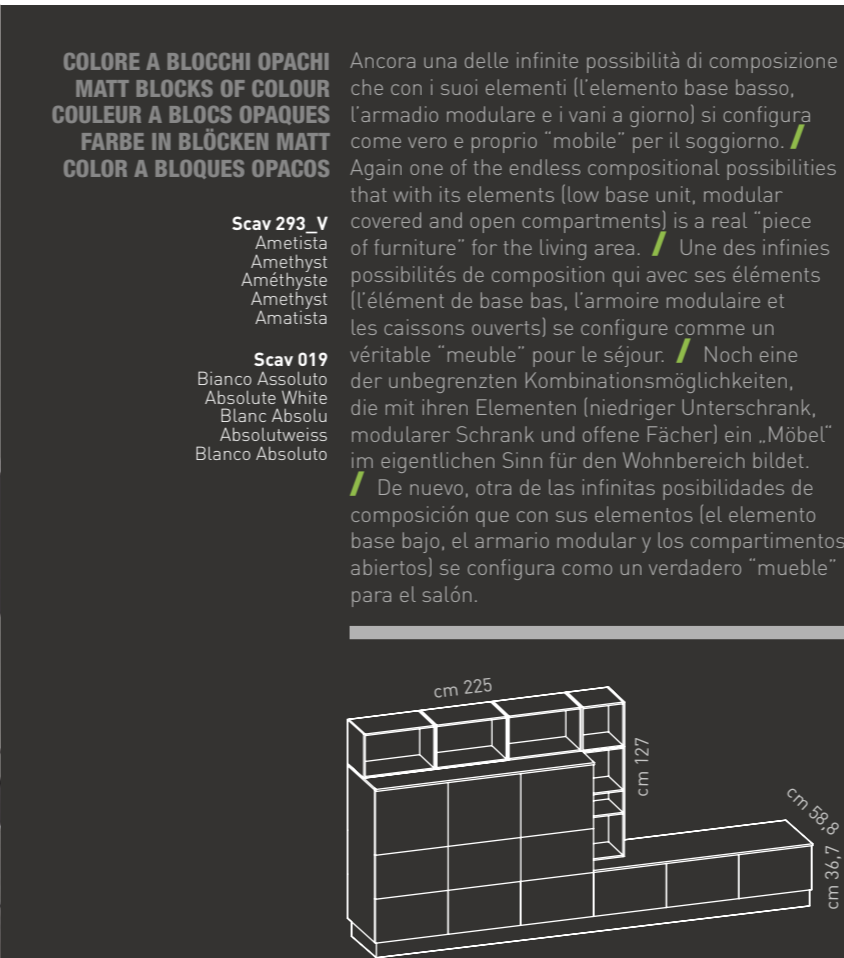 COLORE A BLOCCHI OPACHI
MATT BLOCKS OF COLOUR
COULEUR A BLOCS OPAQUES
FARBE IN BLÖCKEN MATT
COLOR A BLOQUES OPACOS
Scav 293_V
Ametista
Amethyst
Améthyste
Amethyst
Amatista
Scav 019
Bianco Assoluto
Absolute White
Blanc Absolu
Absolutweiss
Blanco Absoluto
Ancora una delle infinite possibilità di composizione
che con i suoi elementi (l'elemento base basso,
l'armadio modulare e i vani a giorno) si configura
come vero e proprio “mobile” per il soggiorno. /
Again one of the endless compositional possibilities
that with its elements (low base unit, modular
covered and open compartments) is a real “piece
of furniture” for the living area. / Une des infinies
possibilités de composition qui avec ses éléments
(l'élément de base bas, l'armoire modulaire et
les caissons ouverts) se configure comme un
véritable “meuble” pour le séjour. / Noch eine
der unbegrenzten Kombinationsmöglichkeiten,
die mit ihren Elementen (niedriger Unterschrank,
modularer Schrank und offene Fächer) ein „Möbel”
im eigentlichen Sinn für den Wohnbereich bildet.
/ De nuevo, otra de las infinitas posibilidades de
composición que con sus elementos (el elemento
base bajo, el armario modular y los compartimentos
abiertos) se configura como un verdadero “mueble”
para el salón.
cm 225
cm 127
cm 58,8
cm 36,7